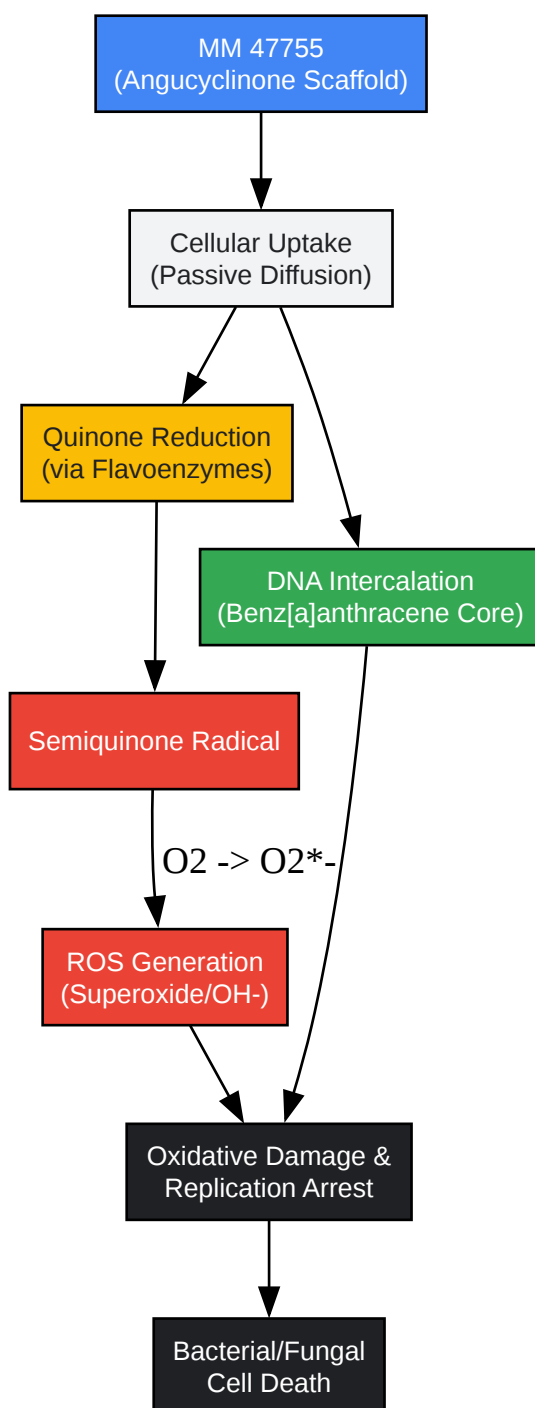 MM 47755
(Angucyclinone Scaffold)
Cellular Uptake
(Passive Diffusion)
Quinone Reduction
(via Flavoenzymes)
DNA Intercalation
(Benz[a]anthracene Core)
Semiquinone Radical
O2 -> O2*-
ROS Generation
(Superoxide/OH-)
Oxidative Damage &
Replication Arrest
Bacterial/Fungal
Cell Death